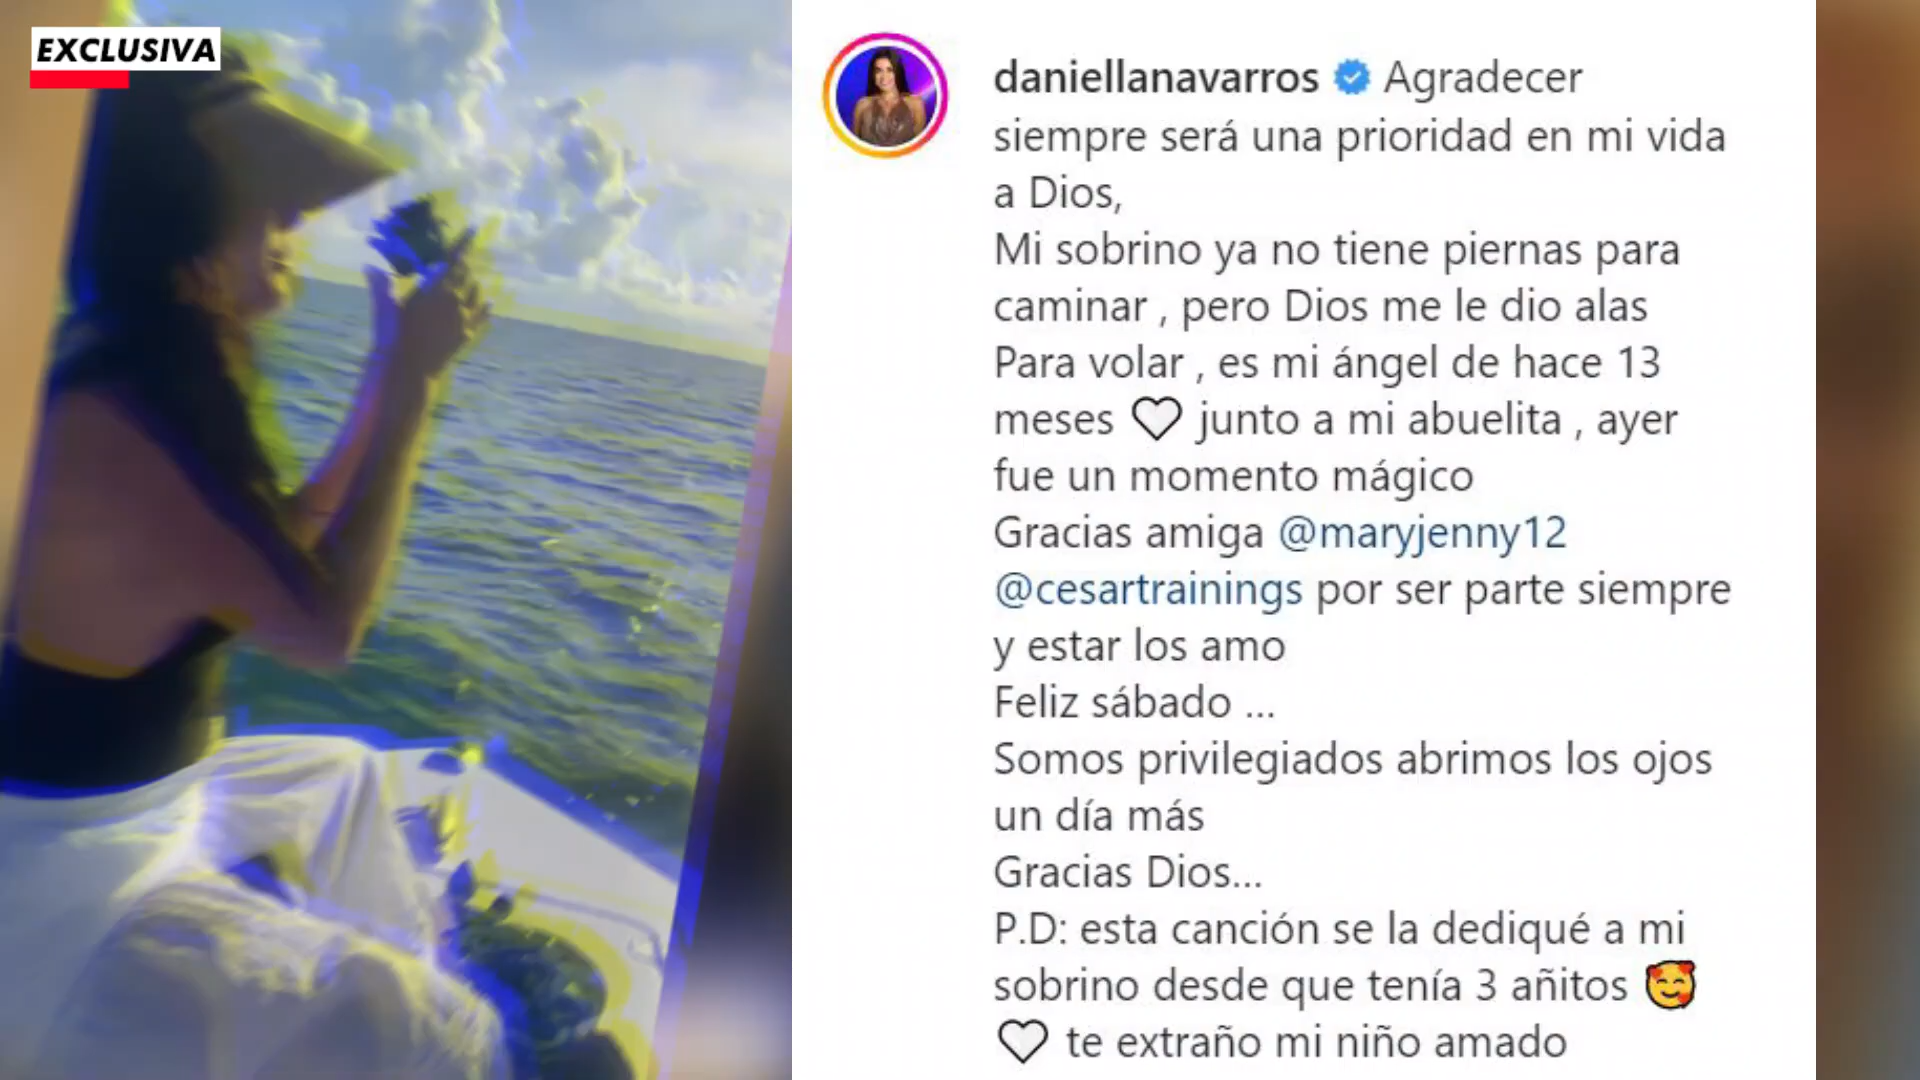 EXCLUSIVA
daniellanavarros Agradecer
siempre será una prioridad en mi vida
a Dios,
Mi sobrino ya no tiene piernas para
caminar , pero Dios me le dio alas
Para volar , es mi ángel de hace 13
meses 🤍 junto a mi abuelita , ayer
fue un momento mágico
Gracias amiga @maryjenny12
@cesartrainings por ser parte siempre
y estar los amo
Feliz sábado ...
Somos privilegiados abrimos los ojos
un día más
Gracias Dios...
P.D: esta canción se la dediqué a mi
sobrino desde que tenía 3 añitos 🥰
🤍 te extraño mi niño amado